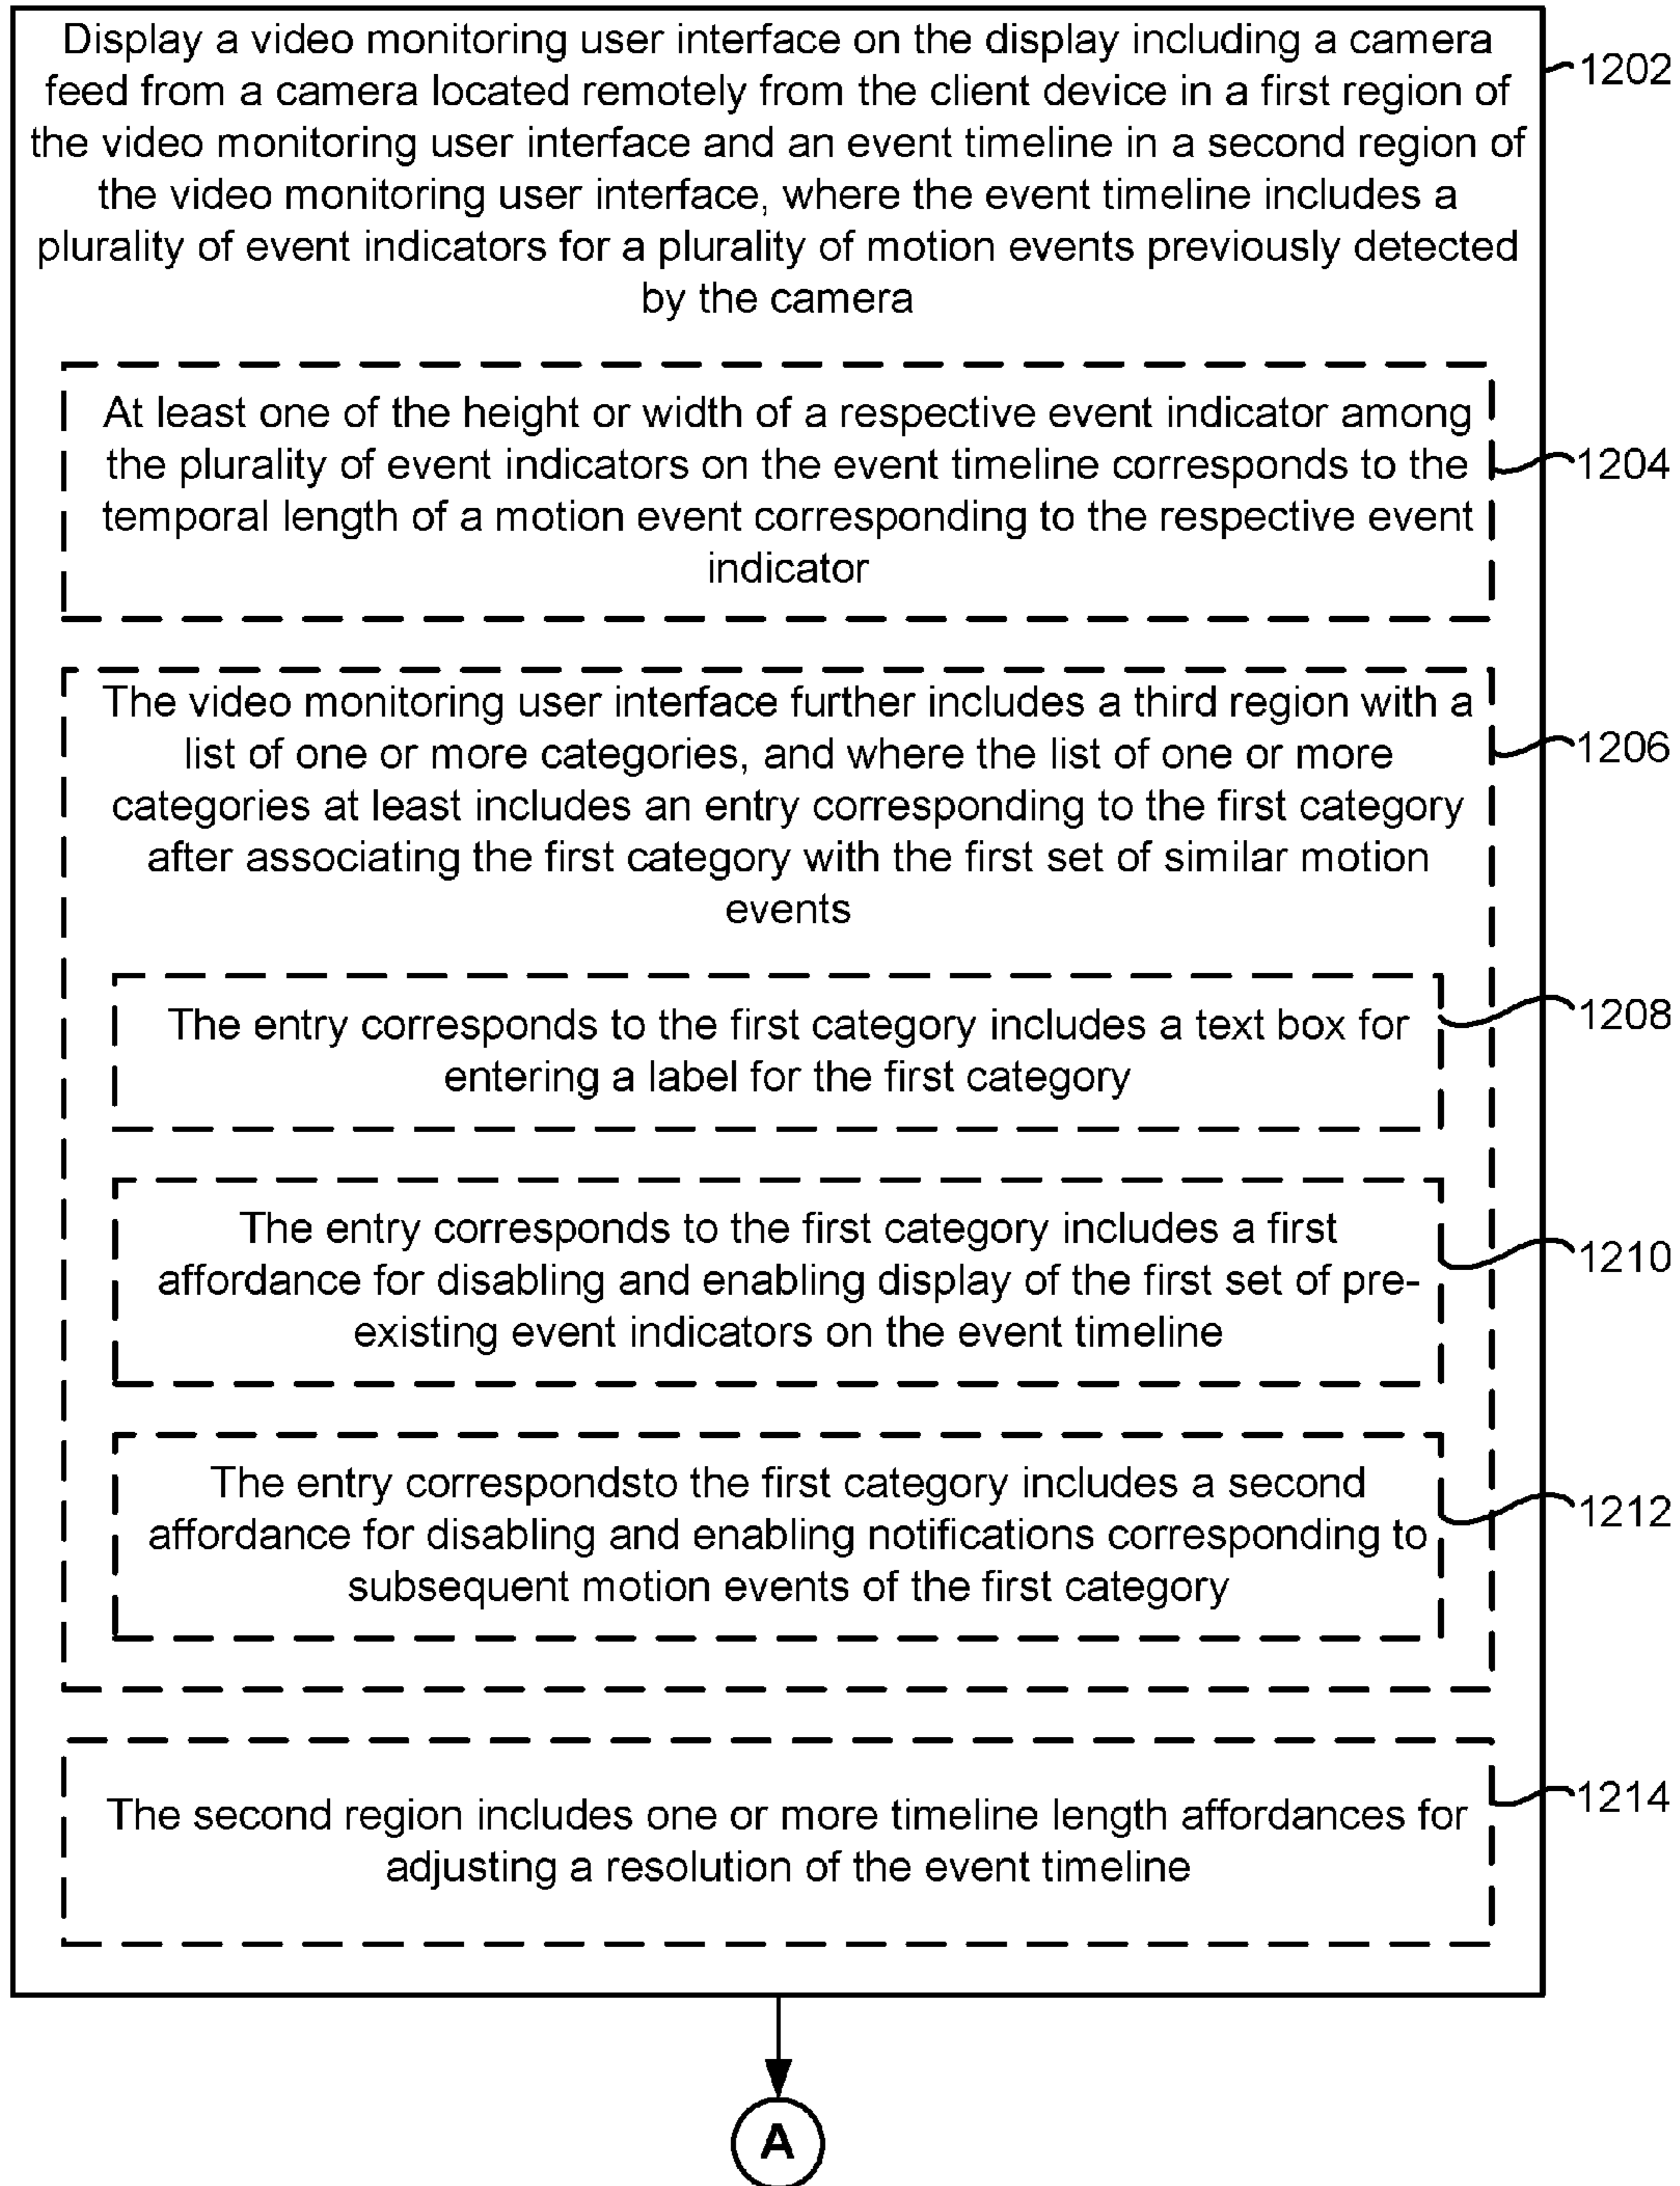 Display a video monitoring user interface on the display including a camera
feed from a camera located remotely from the client device in a first region of
the video monitoring user interface and an event timeline in a second region of
the video monitoring user interface, where the event timeline includes a
plurality of event indicators for a plurality of motion events previously detected
by the camera
1202
At least one of the height or width of a respective event indicator among
the plurality of event indicators on the event timeline corresponds to the
temporal length of a motion event corresponding to the respective event
indicator
1204
The video monitoring user interface further includes a third region with a
list of one or more categories, and where the list of one or more
categories at least includes an entry corresponding to the first category
after associating the first category with the first set of similar motion
events
1206
The entry corresponds to the first category includes a text box for
entering a label for the first category
1208
The entry corresponds to the first category includes a first
affordance for disabling and enabling display of the first set of pre-
existing event indicators on the event timeline
1210
The entry correspondsto the first category includes a second
affordance for disabling and enabling notifications corresponding to
subsequent motion events of the first category
1212
The second region includes one or more timeline length affordances for
adjusting a resolution of the event timeline
1214
A